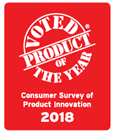 VOTED
PRODUCT
OF THE YEAR
®
Consumer Survey of
Product Innovation
2018